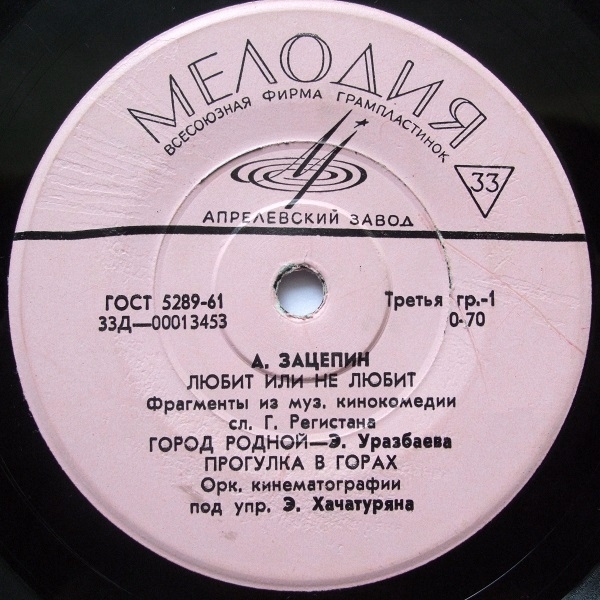 МЕЛОДИЯ
ВСЕСОЮЗНАЯ ФИРМА ГРАМПЛАСТИНОК
33
АПРЕЛЕВСКИЙ ЗАВОД
ГОСТ 5289-61 Третья гр.-1
33Д—00013453 0-70
А. ЗАЦЕПИН
ЛЮБИТ ИЛИ НЕ ЛЮБИТ
Фрагменты из муз. кинокомедии
сл. Г. Регистана
ГОРОД РОДНОЙ—Э. Уразбаева
ПРОГУЛКА В ГОРАХ
Орк. кинематографии
под упр. Э. Хачатуряна